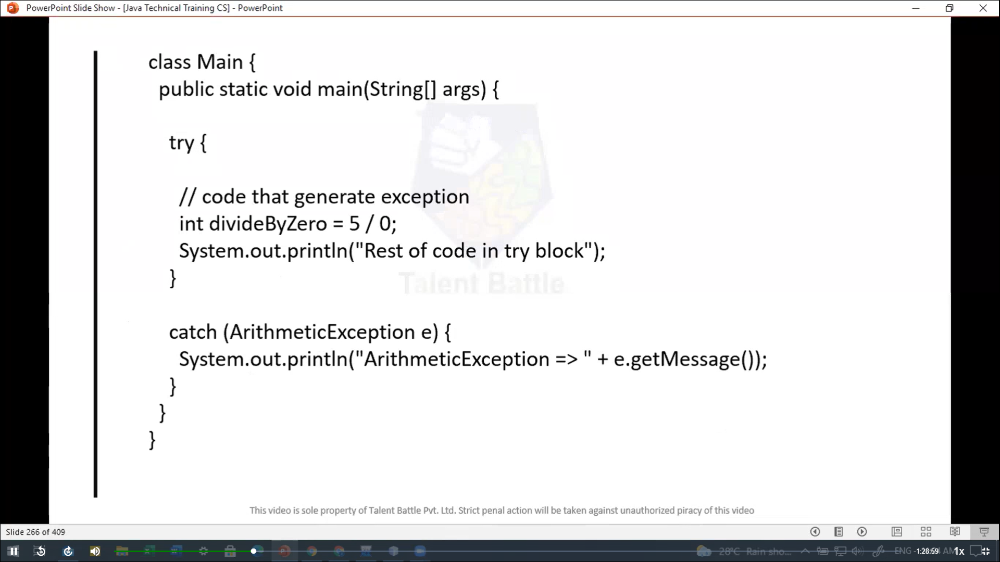 PowerPoint Slide Show - [Java Technical Training CS] - PowerPoint
class Main {
public static void main(String[] args) {
try {
// code that generate exception
int divideByZero = 5 / 0;
System.out.println("Rest of code in try block");
}
Talent Battle
catch (ArithmeticException e) {
System.out.println("ArithmeticException => " + e.getMessage());
}
}
}
This video is sole property of Talent Battle Pvt. Ltd. Strict penal action will be taken against unauthorized piracy of this video
Slide 266 of 409
28°C Rain sho... ENG -1:28:59 AM 1x